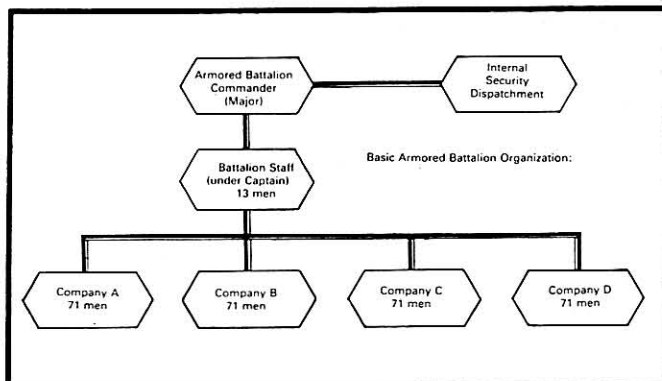 Armored Battalion
Commander
(Major)
Internal
Security
Dispatchment
Basic Armored Battalion Organization:
Battalion Staff
(under Captain)
13 men
Company A
71 men
Company B
71 men
Company C
71 men
Company D
71 men